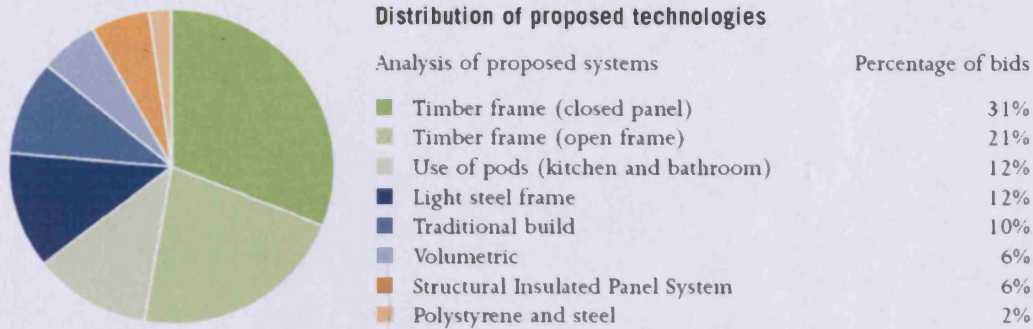 Distribution of proposed technologies
Analysis of proposed systems Percentage of bids
Timber frame (closed panel) 31%
Timber frame (open frame) 21%
Use of pods (kitchen and bathroom) 12%
Light steel frame 12%
Traditional build 10%
Volumetric 6%
Structural Insulated Panel System 6%
Polystyrene and steel 2%